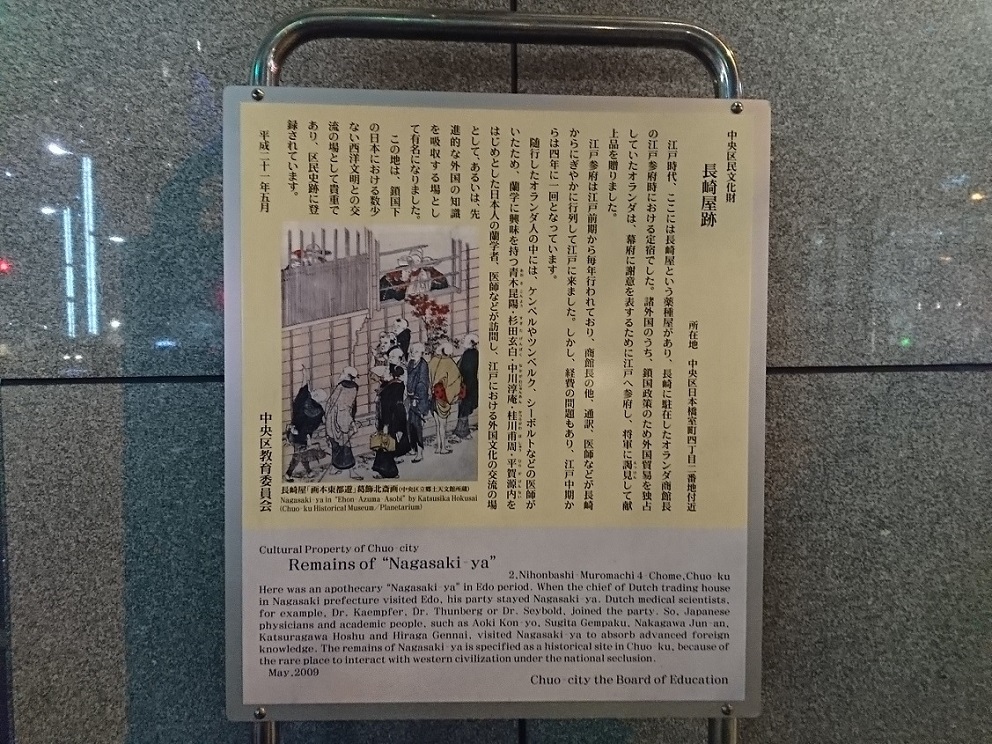 中央区民文化財
長崎屋跡
所在地 中央区日本橋室町四丁目二番地付近
江戸時代、ここには長崎屋という薬種屋があり、長崎に駐在したオランダ商館長
の江戸参府時における定宿でした。諸外国のうち、鎖国政策のため外国貿易を独占
していたオランダは、幕府に謝意を表するために江戸へ参府し、将軍に謁見して献
上品を贈りました。
江戸参府は江戸前期から毎年行われており、商館長の他、通訳、医師などが長崎
からにぎやかに行列して江戸に来ました。しかし、経費の問題もあり、江戸中期か
らは四年に一回となっています。
随行したオランダ人の中には、ケンペルやツンベルク、シーボルトなどの医師が
いたため、蘭学に興味を持つ青木昆陽・杉田玄白・中川淳庵・桂川甫周・平賀源内を
はじめとした日本人の蘭学者、医師などが訪問し、江戸における外国文化の交流の場
として、あるいは、先
進的な外国の知識
を吸収する場とし
て有名になりました。
この地は、鎖国下
の日本における数少
ない西洋文明との交
流の場として貴重で
あり、区民史跡に登
録されています。
平成二十一年五月
中央区教育委員会
長崎屋「画本東都遊」葛飾北斎画(中央区立郷土天文館所蔵)
Nagasaki-ya in "Ehon Azuma Asobi" by Katsusika Hokusai
(Chuo-ku Historical Museum/Planetarium)
Cultural Property of Chuo-city
Remains of “Nagasaki-ya”
2,Nihonbashi-Muromachi 4-Chome,Chuo-ku
Here was an apothecary “Nagasaki-ya” in Edo period. When the chief of Dutch trading house
in Nagasaki prefecture visited Edo, his party stayed Nagasaki-ya. Dutch medical scientists,
for example, Dr. Kaempfer, Dr. Thunberg or Dr. Seybold, joined the party. So, Japanese
physicians and academic people, such as Aoki Kon-yo, Sugita Gempaku, Nakagawa Jun-an,
Katsuragawa Hoshu and Hiraga Gennai, visited Nagasaki-ya to absorb advanced foreign
knowledge. The remains of Nagasaki-ya is specified as a historical site in Chuo-ku, because of
the rare place to interact with western civilization under the national seclusion.
May,2009
Chuo-city the Board of Education